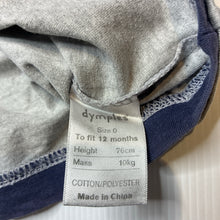 dymples
Size 0
To fit 12 months
Height 76cm
Mass 10kg
COTTON/POLYESTER
Made in China